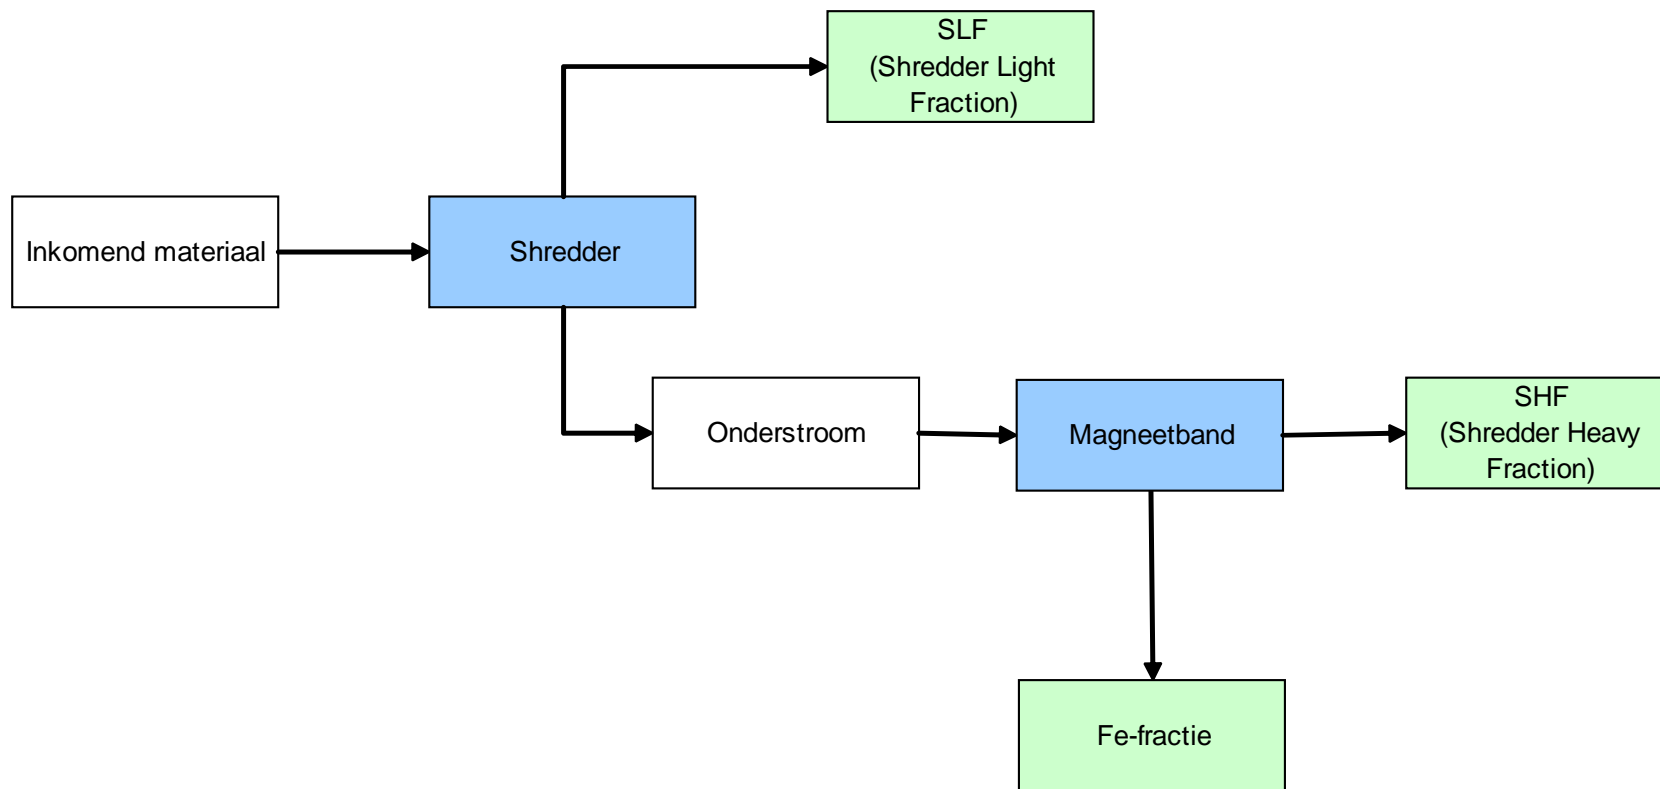 SLF
(Shredder Light
Fraction)
Inkomend materiaal
Shredder
Onderstroom
Magneetband
SHF
(Shredder Heavy
Fraction)
Fe-fractie